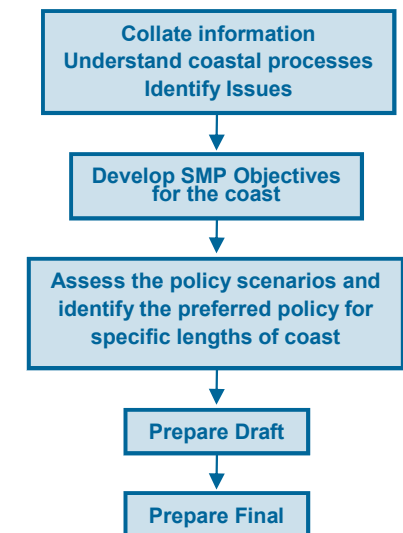 Collate information
Understand coastal processes
Identify Issues
Develop SMP Objectives
for the coast
Assess the policy scenarios and
identify the preferred policy for
specific lengths of coast
Prepare Draft
Prepare Final